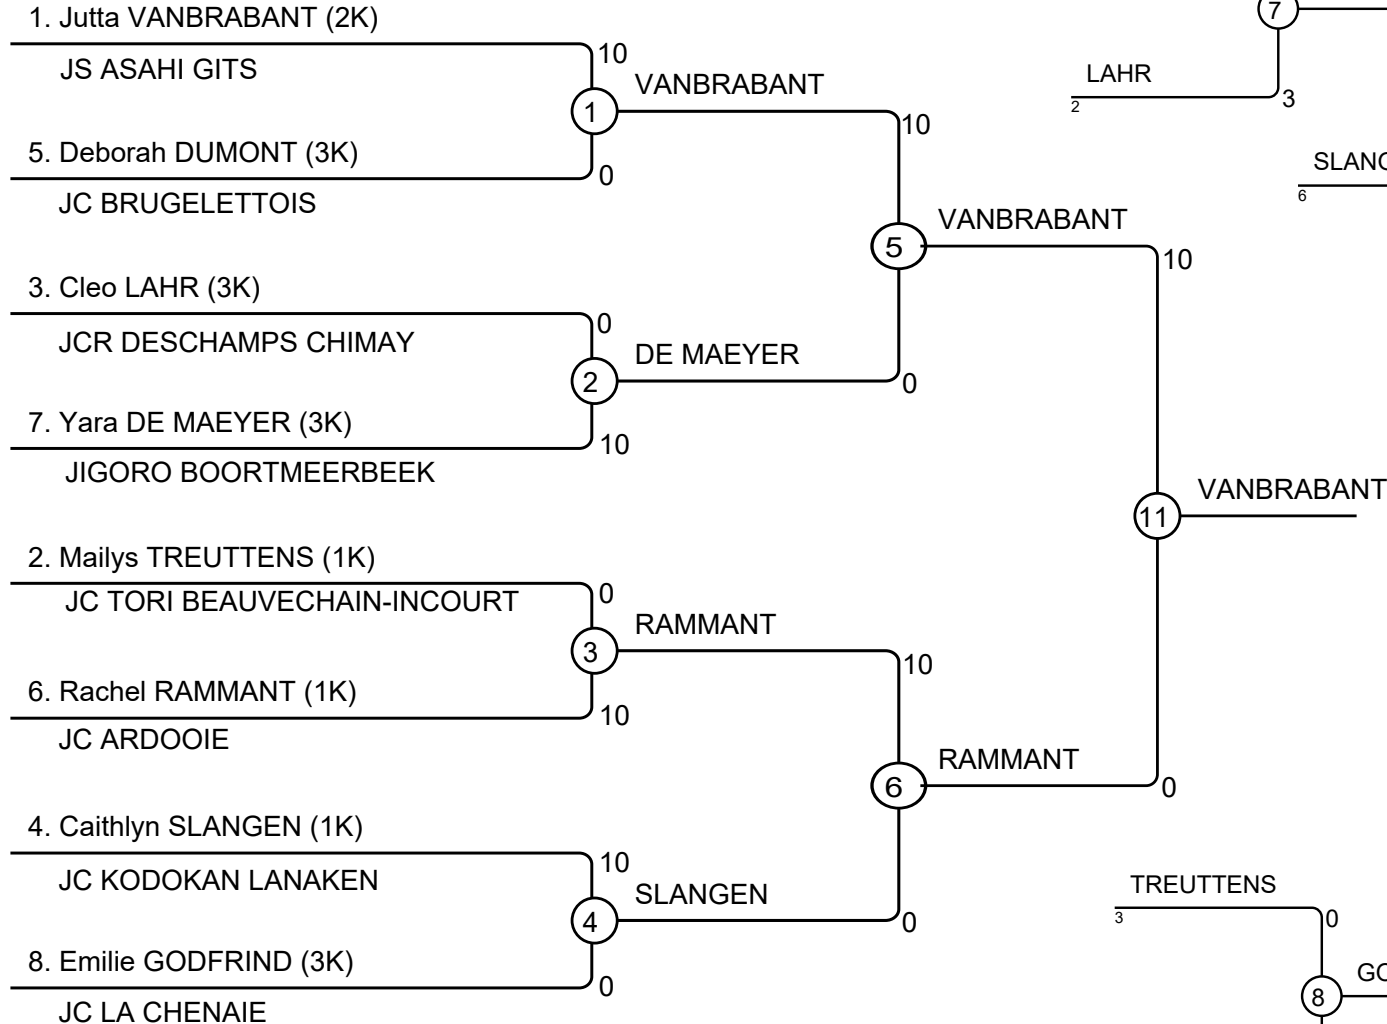 1. Jutta VANBRABANT (2K)
JS ASAHI GITS
10
1
VANBRABANT
5. Deborah DUMONT (3K)
0
JC BRUGELETTOIS
10
3. Cleo LAHR (3K)
0
JCR DESCHAMPS CHIMAY
2
DE MAEYER
0
7. Yara DE MAEYER (3K)
10
JIGORO BOORTMEERBEEK
5
VANBRABANT
10
2. Mailys TREUTTENS (1K)
0
JC TORI BEAUVECHAIN-INCOURT
3
RAMMANT
10
6. Rachel RAMMANT (1K)
10
JC ARDOOIE
6
RAMMANT
0
4. Caithlyn SLANGEN (1K)
10
JC KODOKAN LANAKEN
4
SLANGEN
0
8. Emilie GODFRIND (3K)
0
JC LA CHENAIE
11
VANBRABANT
7
LAHR
2
3
SLANG
6
TREUTTENS
3
0
8
GO